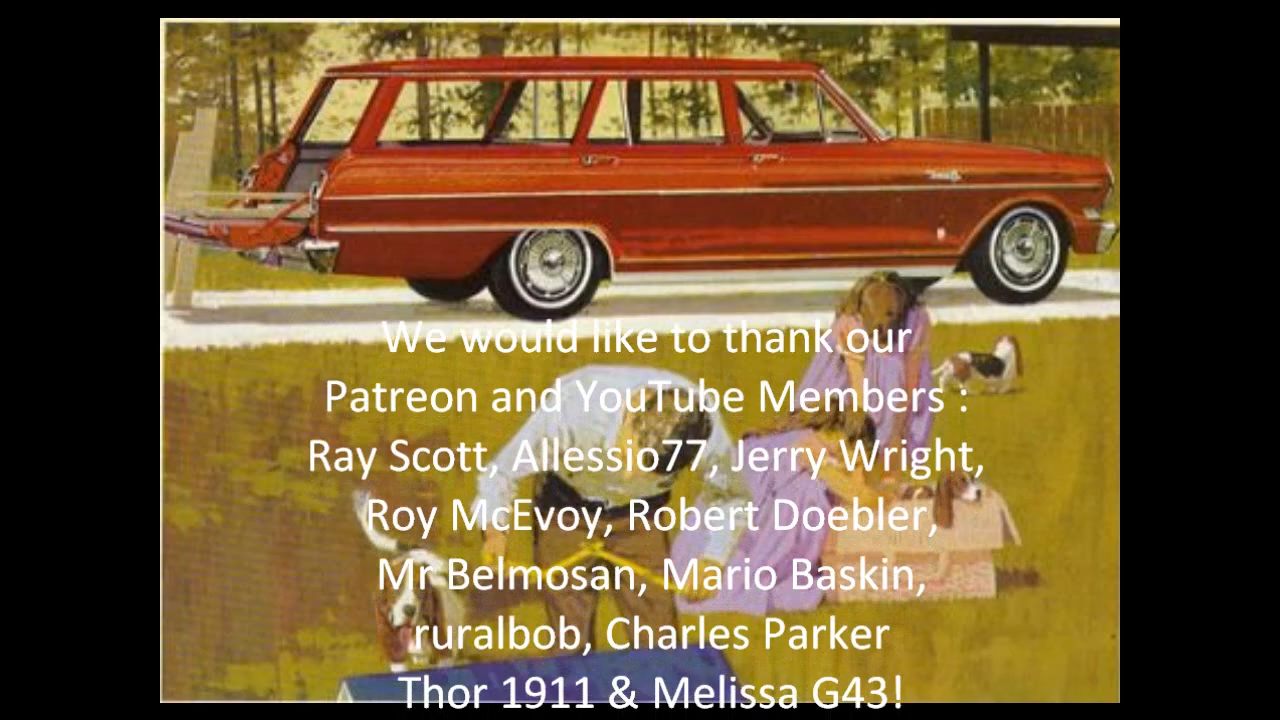 We would like to thank our
Patreon and YouTube Members :
Ray Scott, Allessio77, Jerry Wright,
Roy McEvoy, Robert Doebler,
Mr Belmosan, Mario Baskin,
ruralbob, Charles Parker
Thor 1911 & Melissa G43!